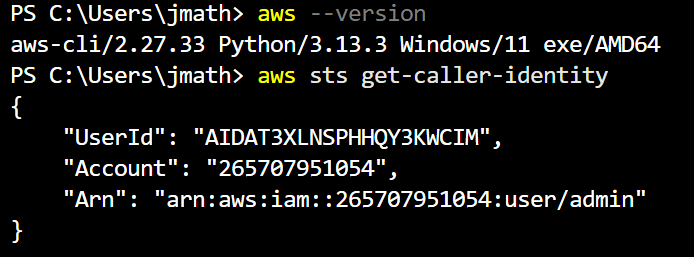 PS C:\Users\jmath> aws --version
aws-cli/2.27.33 Python/3.13.3 Windows/11 exe/AMD64
PS C:\Users\jmath> aws sts get-caller-identity
{
    "UserId": "AIDAT3XLNSPHHQY3KWCIM",
    "Account": "265707951054",
    "Arn": "arn:aws:iam::265707951054:user/admin"
}